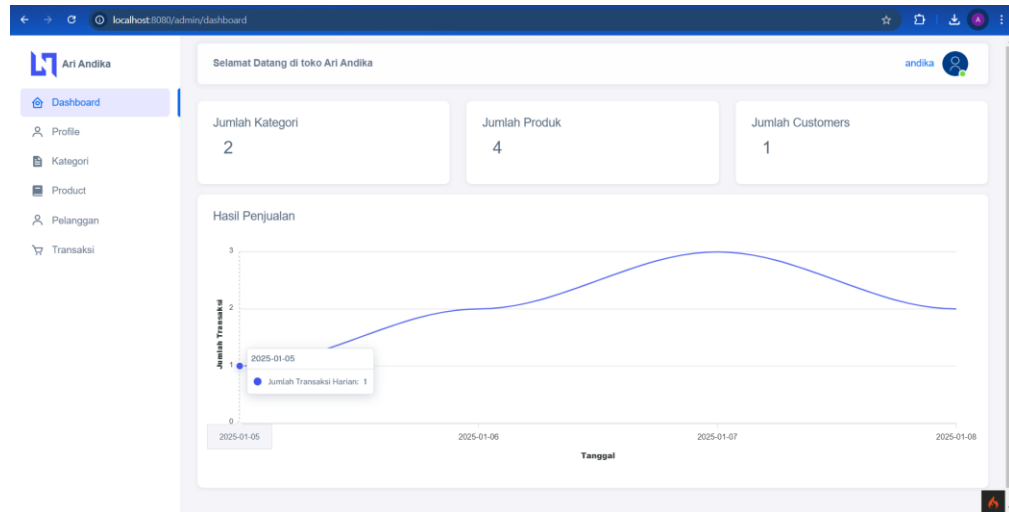 localhost:8080/admin/dashboard
A
Ari Andika
Selamat Datang di toko Ari Andika
andika
Dashboard
Profile
Kategori
Product
Pelanggan
Transaksi
Jumlah Kategori
2
Jumlah Produk
4
Jumlah Customers
1
Hasil Penjualan
3
2
1
0
Jumlah Transaksi
2025-01-05
Jumlah Transaksi Harian: 1
2025-01-05
2025-01-06
2025-01-07
2025-01-08
Tanggal